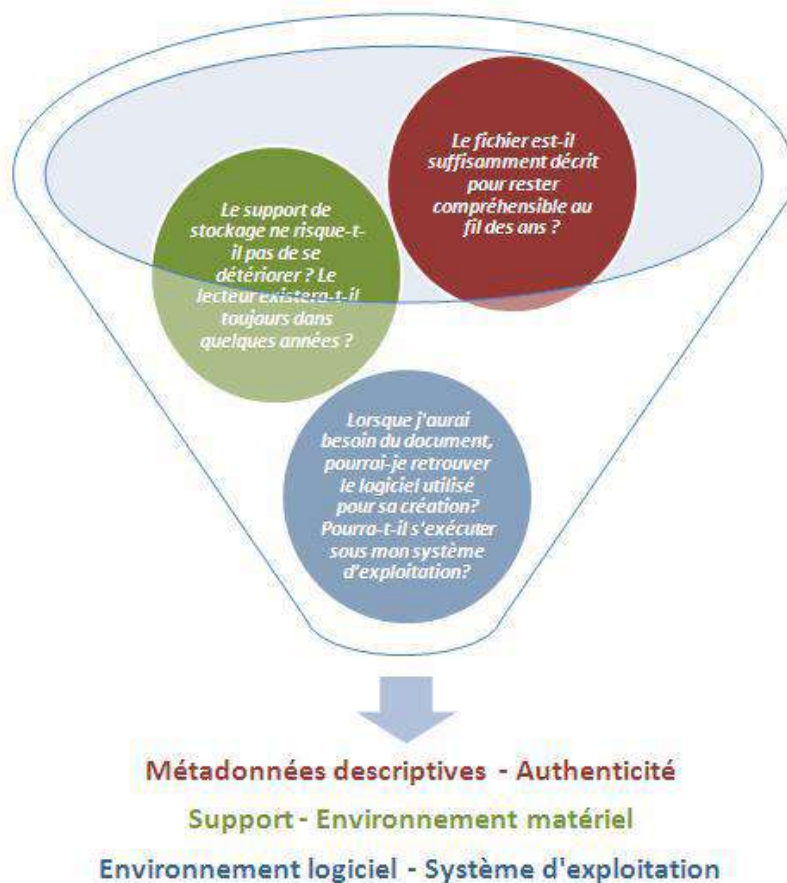 Le fichier est-il
suffisamment décrit
pour rester
compréhensible au
fil des ans ?
Le support de
stockage ne risque-t-
il pas de se
détériorer ? Le
lecteur existera-t-il
toujours dans
quelques années ?
Lorsque j'aurai
besoin du document,
pourrai-je retrouver
le logiciel utilisé
pour sa création?
Pourra-t-il s'exécuter
sous mon système
d'exploitation?
Métadonnées descriptives - Authenticité
Support - Environnement matériel
Environnement logiciel - Système d'exploitation